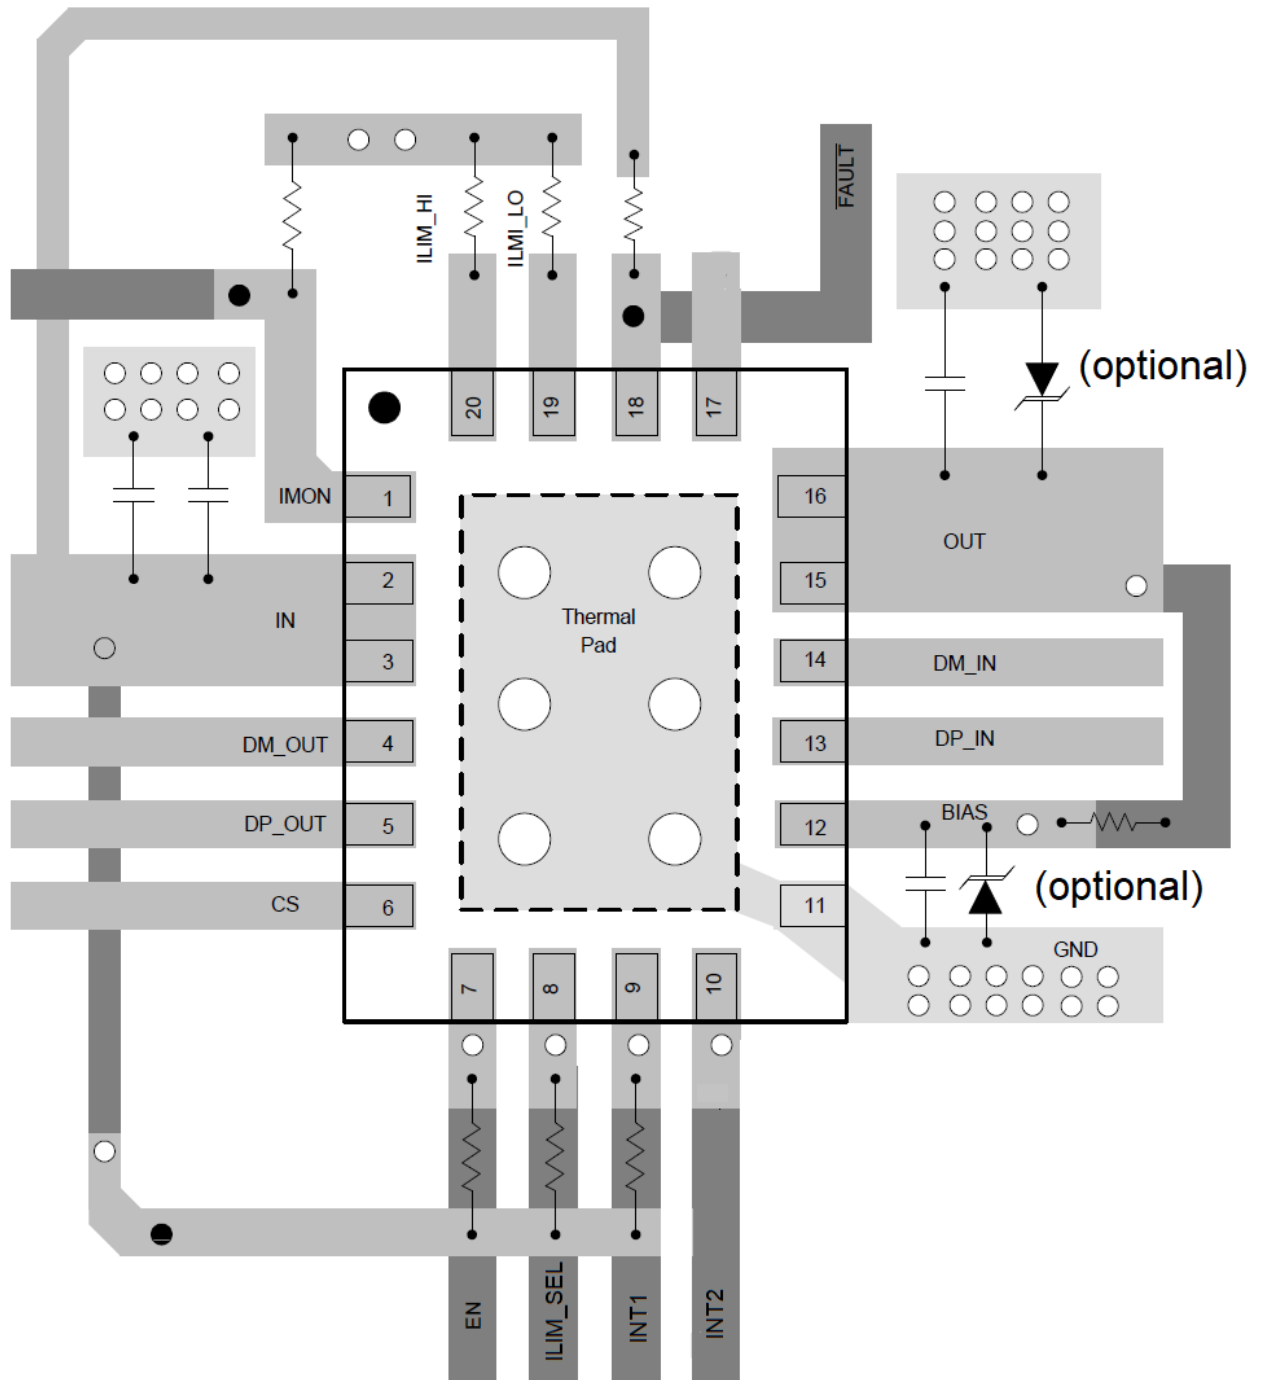 FAULT
ILIM_HI
ILMI_LO
(optional)
20
19
18
17
IMON
1
16
OUT
2
15
IN
Thermal
Pad
3
14
DM_IN
DM_OUT
4
13
DP_IN
DP_OUT
5
12
BIAS
(optional)
CS
6
11
GND
7
8
9
10
EN
ILIM_SEL
INT1
INT2